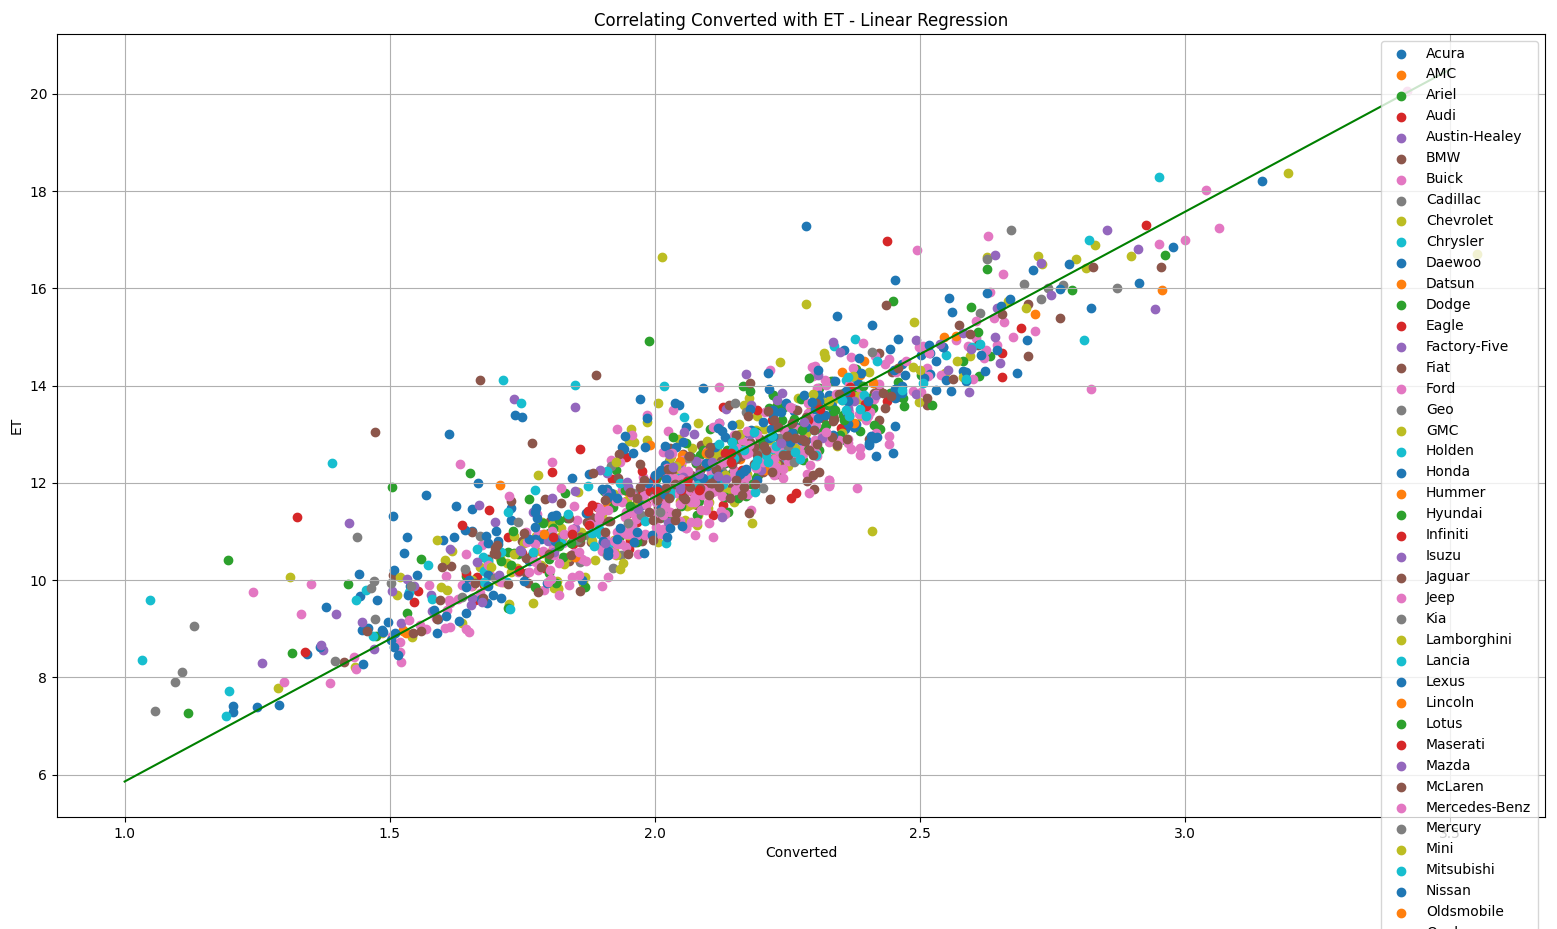 Correlating Converted with ET - Linear Regression
20
18
16
14
12
10
8
6
ET
1.0
1.5
2.0
2.5
3.0
3.5
Converted
Acura
AMC
Ariel
Audi
Austin-Healey
BMW
Buick
Cadillac
Chevrolet
Chrysler
Daewoo
Datsun
Dodge
Eagle
Factory-Five
Fiat
Ford
Geo
GMC
Holden
Honda
Hummer
Hyundai
Infiniti
Isuzu
Jaguar
Jeep
Kia
Lamborghini
Lancia
Lexus
Lincoln
Lotus
Maserati
Mazda
McLaren
Mercedes-Benz
Mercury
Mini
Mitsubishi
Nissan
Oldsmobile